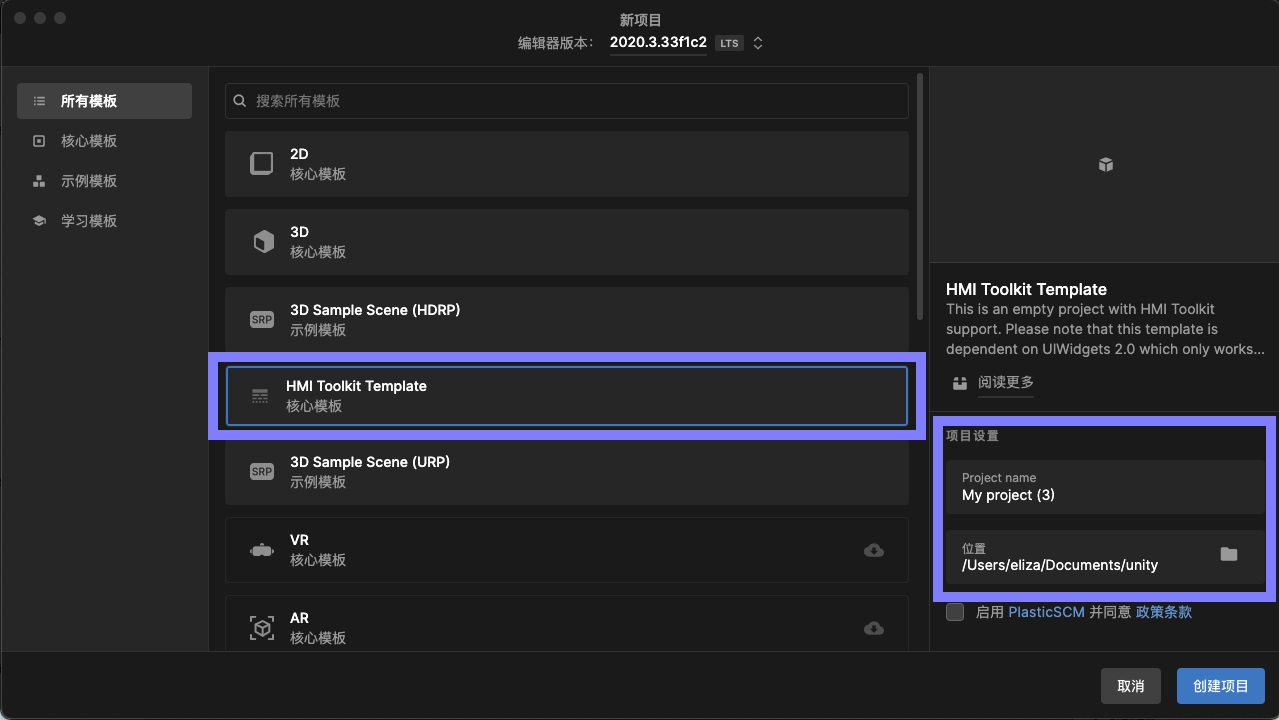 新项目
编辑器版本： 2020.3.33f1c2 LTS
所有模板
核心模板
示例模板
学习模板
搜索所有模板
2D
核心模板
3D
核心模板
SRP
3D Sample Scene (HDRP)
示例模板
HMI Toolkit Template
核心模板
SRP
3D Sample Scene (URP)
示例模板
VR
核心模板
AR
核心模板
HMI Toolkit Template
This is an empty project with HMI Toolkit
support. Please note that this template is
dependent on UIWidgets 2.0 which only works...
阅读更多
项目设置
Project name
My project (3)
位置
/Users/eliza/Documents/unity
启用 PlasticSCM 并同意 政策条款
取消
创建项目